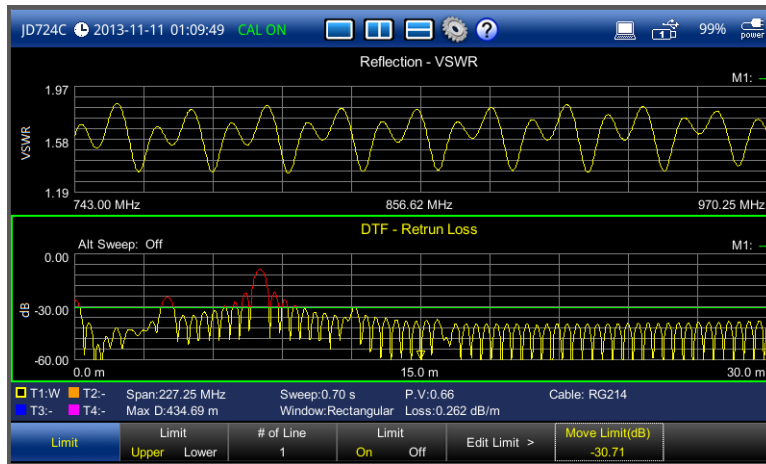 JD724C 2013-11-11 01:09:49 CAL ON ? 1 99% power
Reflection - VSWR
M1: --
1.97
VSWR
1.58
1.19
743.00 MHz 856.62 MHz 970.25 MHz
DTF - Retrun Loss
Alt Sweep: Off
M1: --
0.00
dB
-30.00
-60.00
0.0 m 15.0 m 30.0 m
T1:W T2:- Span:227.25 MHz Sweep:0.70 s P.V:0.66 Cable: RG214
T3:- T4:- Max D:434.69 m Window:Rectangular Loss:0.262 dB/m
Limit
Limit
Upper Lower
# of Line
1
Limit
On Off
Edit Limit >
Move Limit(dB)
-30.71